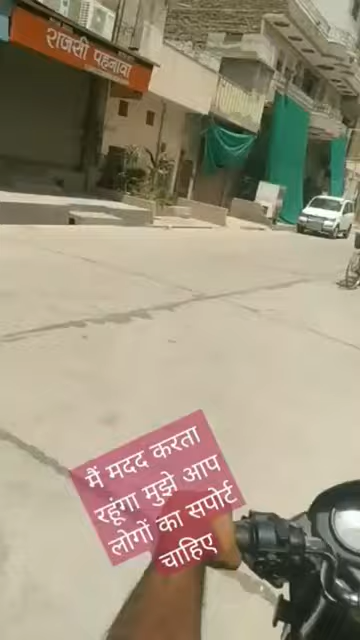 राजसी पहनावा
मैं मदद करता
रहूंगा मुझे आप
लोगों का सपोर्ट
चाहिए